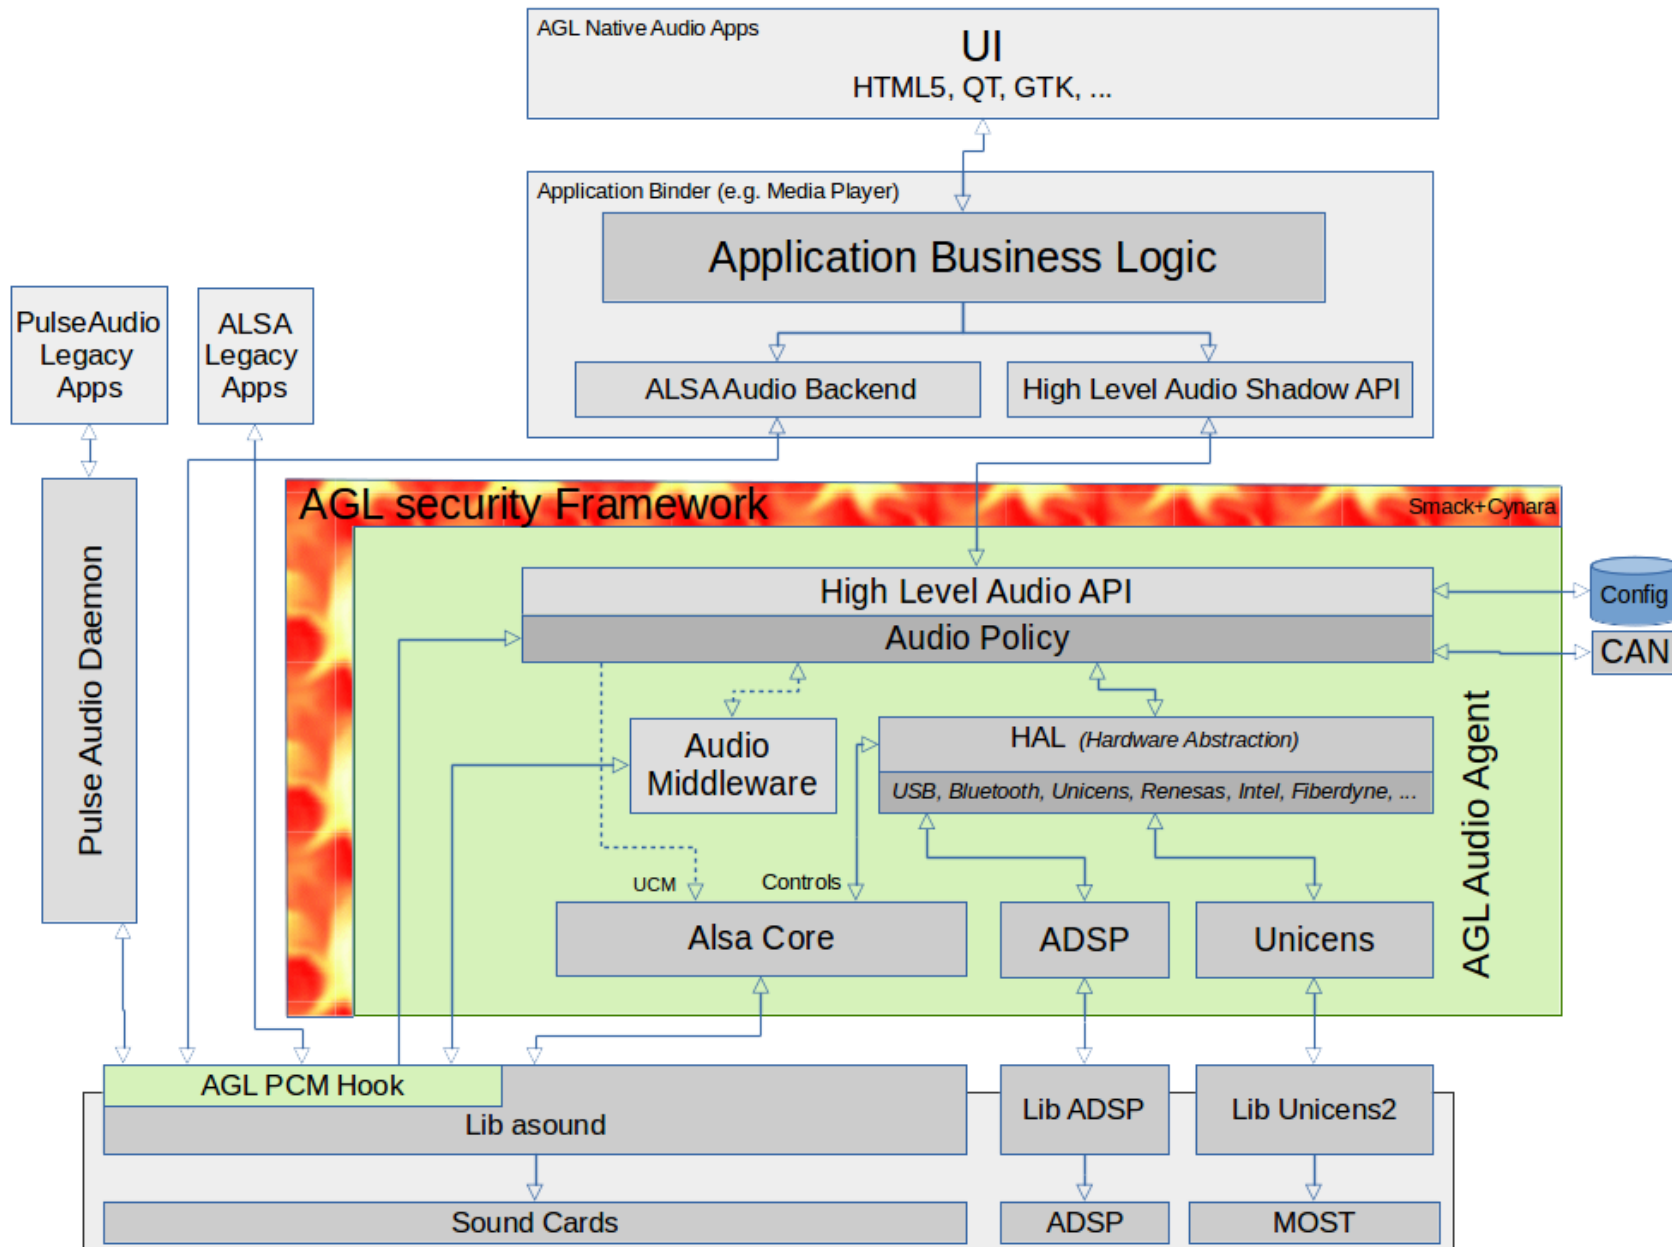 AGL Native Audio Apps
UI
HTML5, QT, GTK, ...
Application Binder (e.g. Media Player)
Application Business Logic
PulseAudio
Legacy
Apps
ALSA
Legacy
Apps
ALSA Audio Backend
High Level Audio Shadow API
AGL security Framework
Smack+Cynara
Pulse Audio Daemon
High Level Audio API
Audio Policy
Config
CAN
Audio
Middleware
HAL (Hardware Abstraction)
USB, Bluetooth, Unicens, Renesas, Intel, Fiberdyne, ...
AGL Audio Agent
UCM
Controls
Alsa Core
ADSP
Unicens
AGL PCM Hook
Lib asound
Lib ADSP
Lib Unicens2
Sound Cards
ADSP
MOST